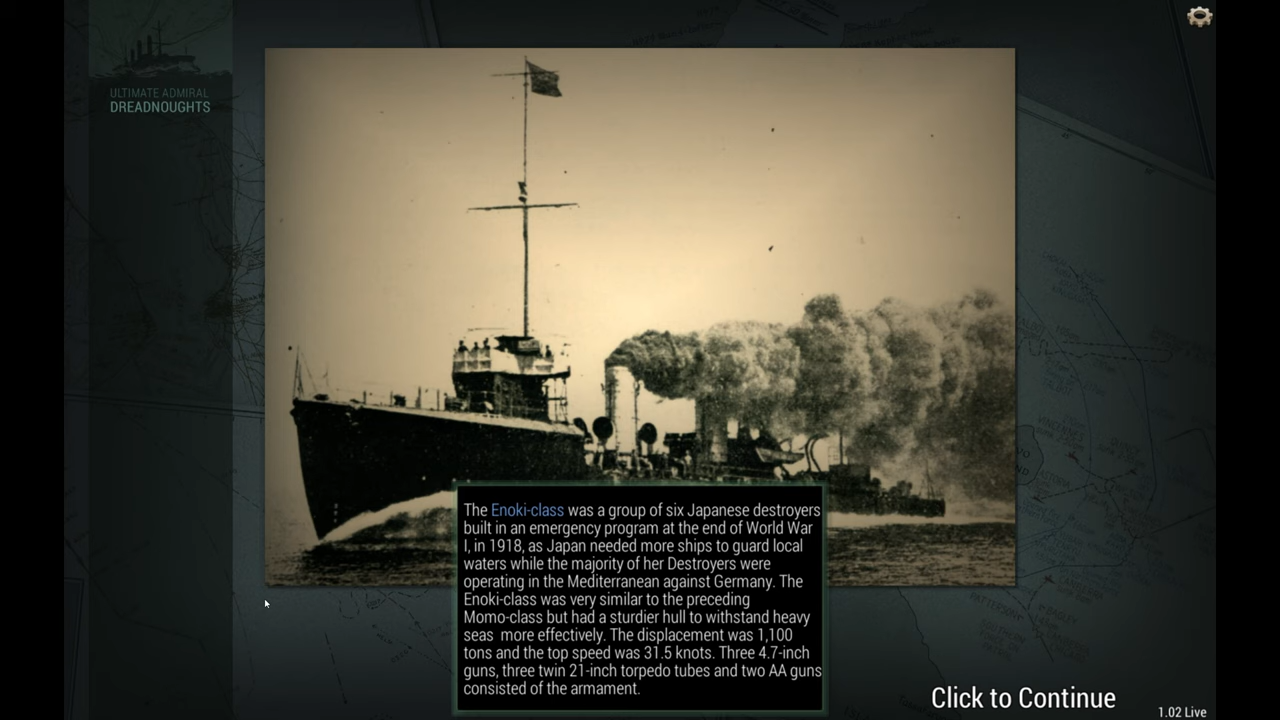 ULTIMATE ADMIRAL
DREADNOUGHTS
The Enoki-class was a group of six Japanese destroyers
built in an emergency program at the end of World War
I, in 1918, as Japan needed more ships to guard local
waters while the majority of her Destroyers were
operating in the Mediterranean against Germany. The
Enoki-class was very similar to the preceding
Momo-class but had a sturdier hull to withstand heavy
seas  more effectively. The displacement was 1,100
tons and the top speed was 31.5 knots. Three 4.7-inch
guns, three twin 21-inch torpedo tubes and two AA guns
consisted of the armament.
Click to Continue
1.02 Live